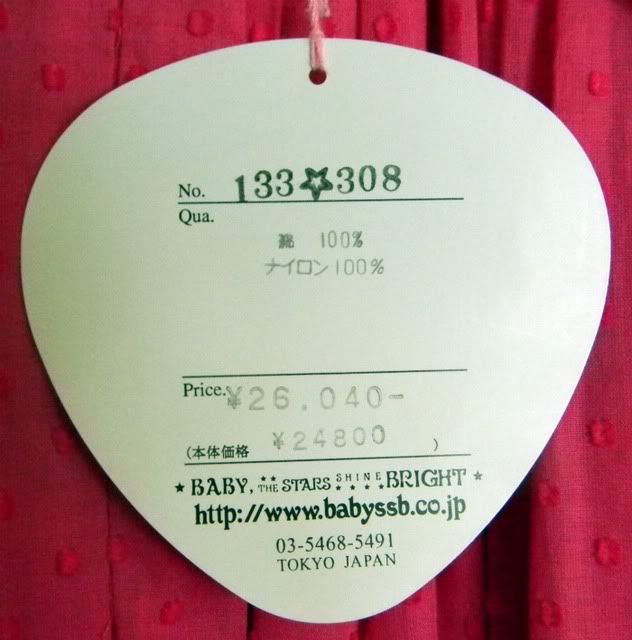 No. 133★308
Qua.
綿 100%
ナイロン100%
Price. ¥26.040-
(本体価格 ¥24800 )
★ BABY, THE STARS SHINE BRIGHT ★
http://www.babyssb.co.jp
03-5468-5491
TOKYO JAPAN